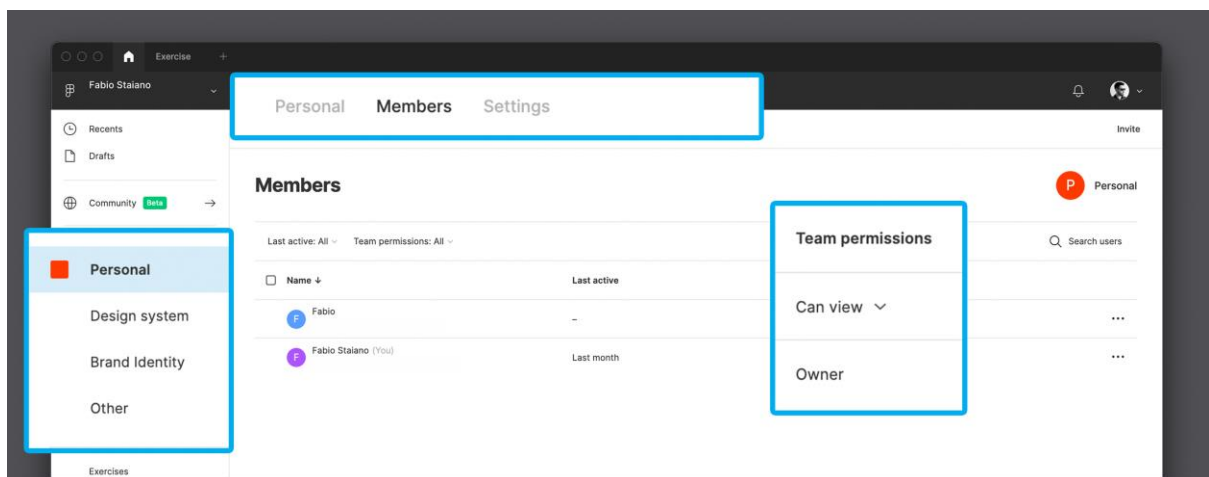 Exercise +
Fabio Staiano
Personal Members Settings
Recents
Invite
Drafts
Members
P Personal
Community Beta →
Last active: All Team permissions: All
Team permissions
Search users
Personal
Name ↓ Last active
Design system
F Fabio –
Can view
...
Brand Identity
F Fabio Staiano (You) Last month
Owner
...
Other
Exercises